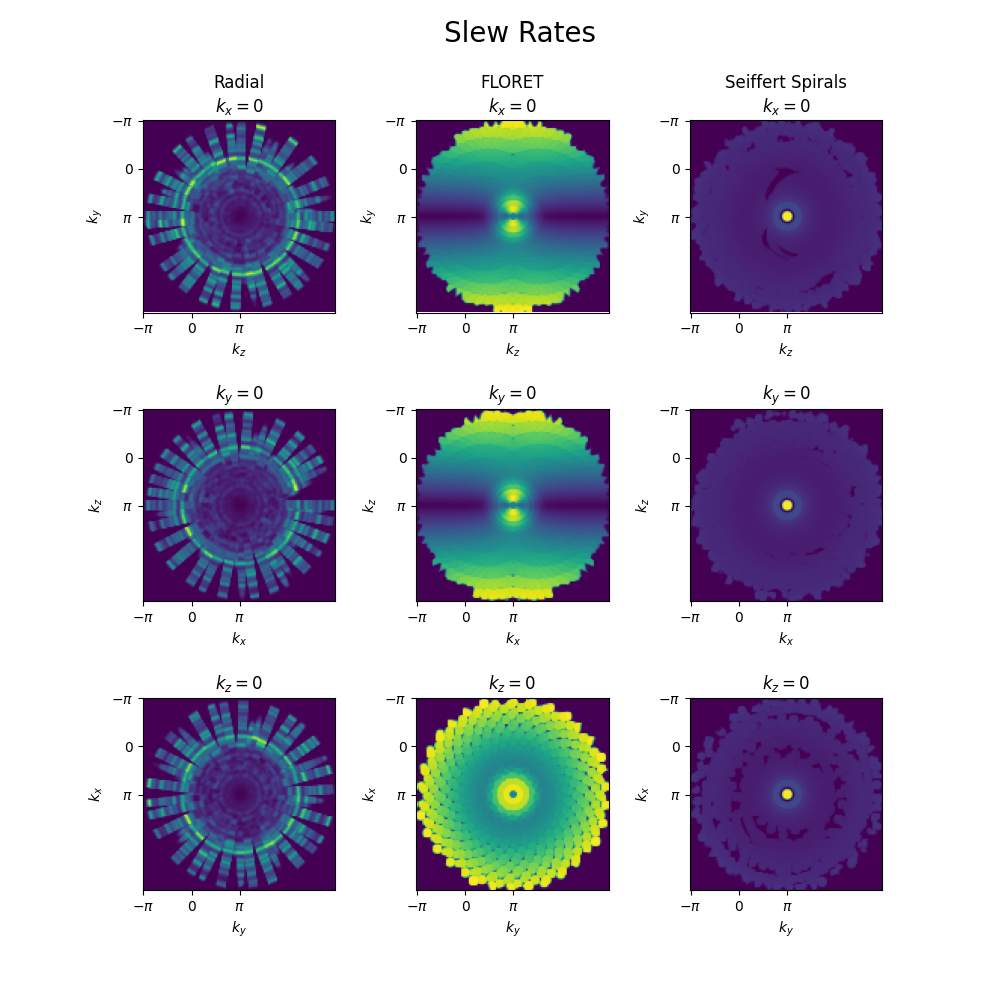 Slew Rates
Radial FLORET Seiffert Spirals
k_x = 0 k_x = 0 k_x = 0
−π −π −π
0 0 0
k_y π k_y π k_y π
−π 0 π −π 0 π −π 0 π
k_z k_z k_z
k_y = 0 k_y = 0 k_y = 0
−π −π −π
0 0 0
k_z π k_z π k_z π
−π 0 π −π 0 π −π 0 π
k_x k_x k_x
k_z = 0 k_z = 0 k_z = 0
−π −π −π
0 0 0
k_x π k_x π k_x π
−π 0 π −π 0 π −π 0 π
k_y k_y k_y